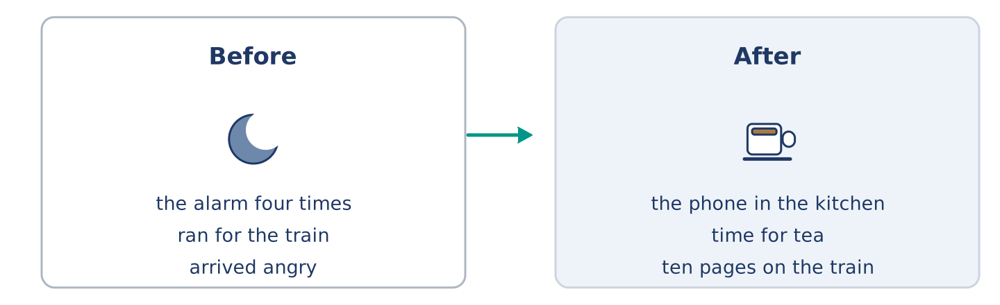 Before
the alarm four times
ran for the train
arrived angry
After
the phone in the kitchen
time for tea
ten pages on the train